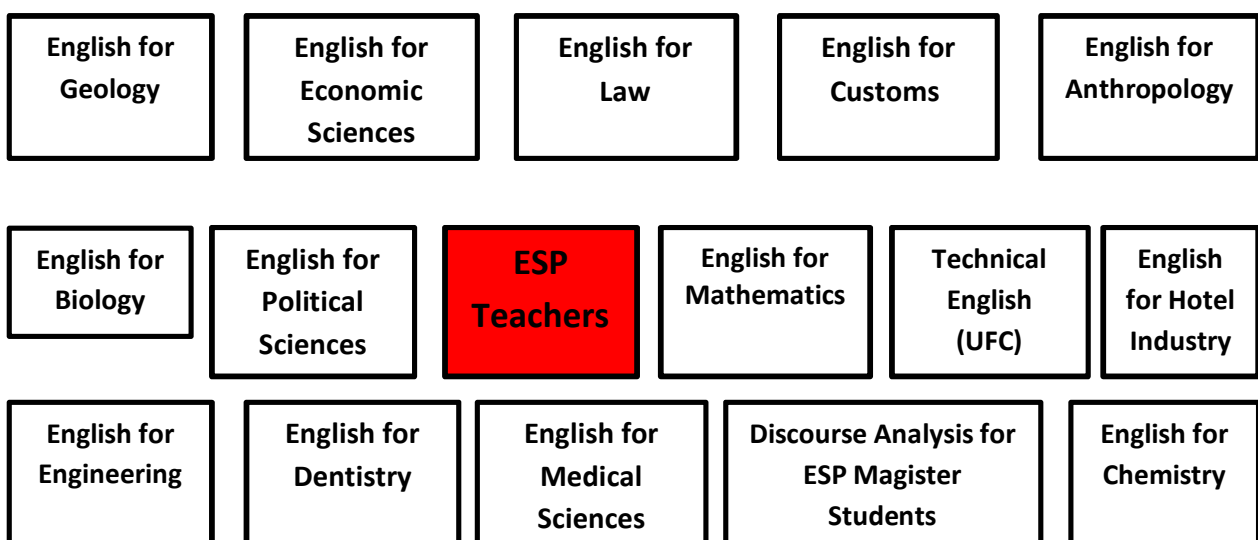 English for
Geology
English for
Economic
Sciences
English for
Law
English for
Customs
English for
Anthropology
English for
Biology
English for
Political
Sciences
ESP
Teachers
English for
Mathematics
Technical
English
(UFC)
English
for Hotel
Industry
English for
Engineering
English for
Dentistry
English for
Medical
Sciences
Discourse Analysis for
ESP Magister
Students
English for
Chemistry